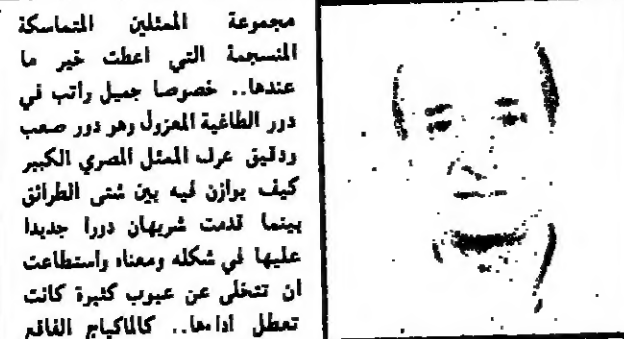 مجموعة الممثلين المتماسكة
المنسجمة التي اعطت خير ما
عندها.. خصوصا جميل راتب في
دور الطاغية المعزول وهو دور صعب
ودقيق عرف الممثل المصري الكبير
كيف يوازن فيه بين شتى الطرائق
بينما قدمت شريهان دورا جديدا
عليها في شكله ومعناه واستطاعت
ان تتخلى عن عيوب كثيرة كانت
تعطل اداءها.. كالماكياج الفاقع